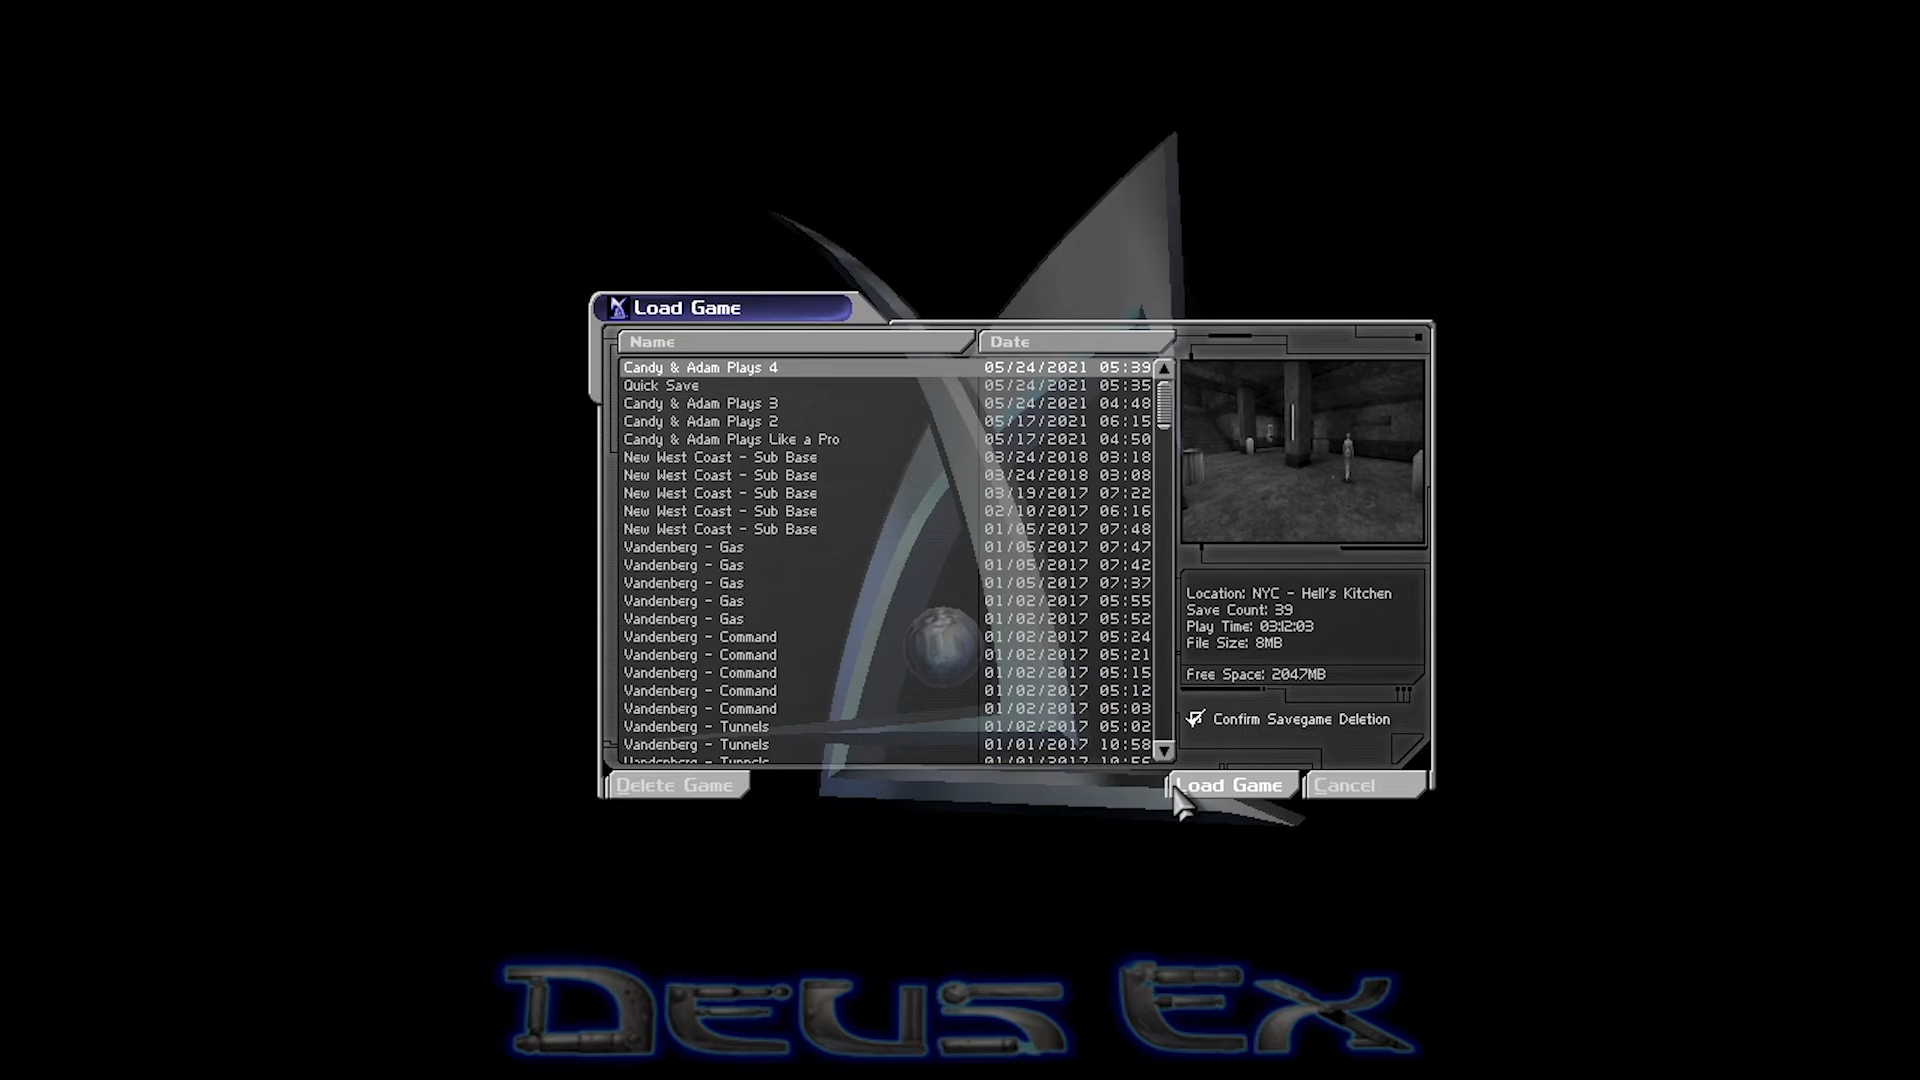 Load Game
Name Date
Candy & Adam Plays 4 05/24/2021 05:39
Quick Save 05/24/2021 05:35
Candy & Adam Plays 3 05/24/2021 04:48
Candy & Adam Plays 2 05/17/2021 06:15
Candy & Adam Plays Like a Pro 05/17/2021 04:50
New West Coast - Sub Base 03/24/2018 03:18
New West Coast - Sub Base 03/24/2018 03:08
New West Coast - Sub Base 03/19/2017 07:22
New West Coast - Sub Base 02/10/2017 06:16
New West Coast - Sub Base 01/05/2017 07:48
Vandenberg - Gas 01/05/2017 07:47
Vandenberg - Gas 01/05/2017 07:42
Vandenberg - Gas 01/05/2017 07:37
Vandenberg - Gas 01/02/2017 05:55
Vandenberg - Gas 01/02/2017 05:52
Vandenberg - Command 01/02/2017 05:24
Vandenberg - Command 01/02/2017 05:21
Vandenberg - Command 01/02/2017 05:15
Vandenberg - Command 01/02/2017 05:12
Vandenberg - Command 01/02/2017 05:03
Vandenberg - Tunnels 01/02/2017 05:02
Vandenberg - Tunnels 01/01/2017 10:58
Vandenberg - Tunnels 01/01/2017
Location: NYC - Hell's Kitchen
Save Count: 39
Play Time: 03:12:03
File Size: 8MB
Free Space: 2047MB
Confirm Savegame Deletion
Delete Game Load Game Cancel
DEUS EX